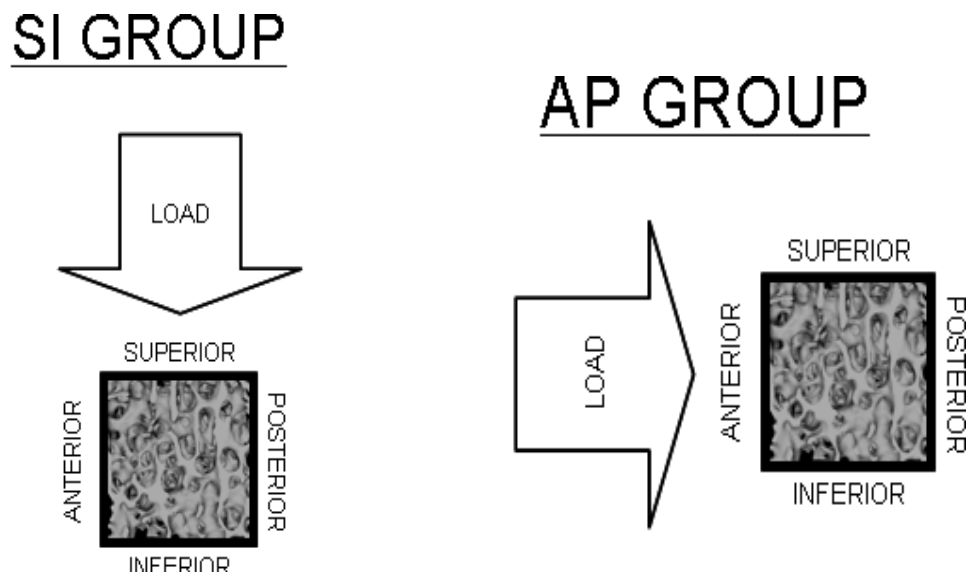 SI GROUP
LOAD
SUPERIOR
ANTERIOR
POSTERIOR
INFERIOR
AP GROUP
LOAD
SUPERIOR
ANTERIOR
POSTERIOR
INFERIOR